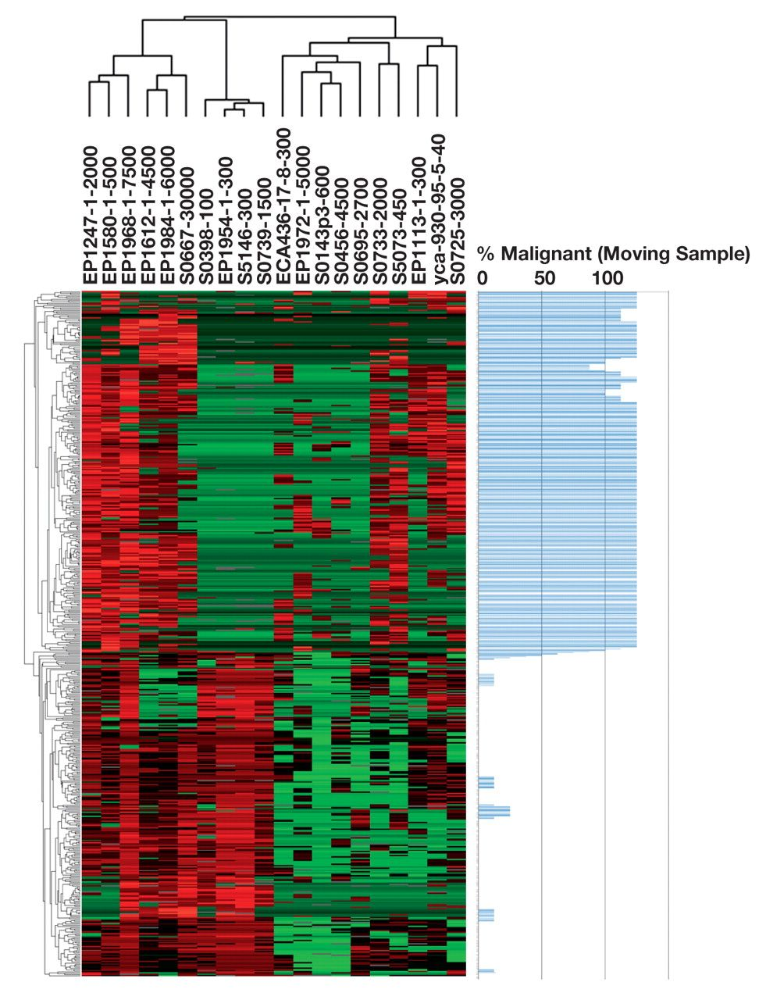 EP1247-1-2000
EP1580-1-500
EP1968-1-7500
EP1612-1-4500
EP1984-1-6000
S0667-30000
S0398-100
EP1954-1-300
S5146-300
S0739-1500
ECA436-17-8-300
EP1972-1-5000
S0143p3-600
S0456-4500
S0695-2700
S0733-2000
S5073-450
EP1113-1-300
yca-930-95-5-40
S0725-3000
% Malignant (Moving Sample)
0 50 100